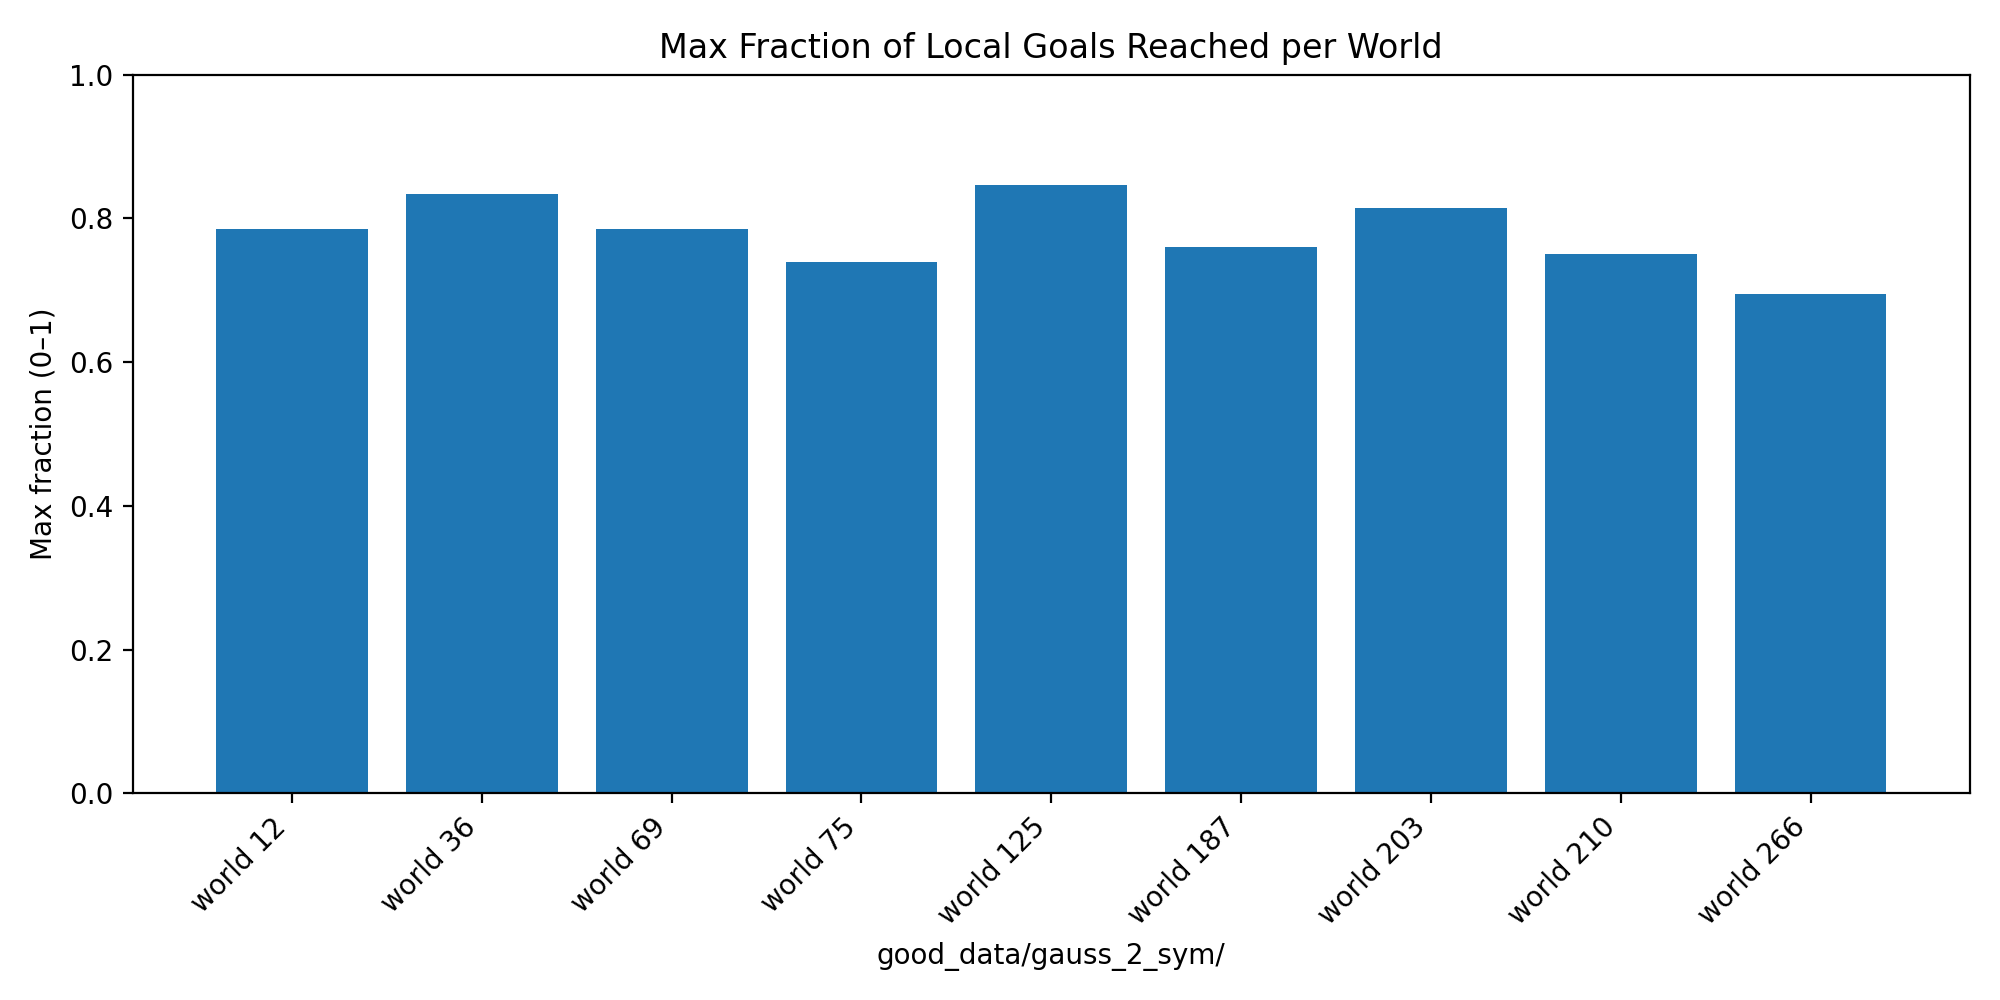 Max Fraction of Local Goals Reached per World
Max fraction (0–1)
1.0
0.8
0.6
0.4
0.2
0.0
world 12
world 36
world 69
world 75
world 125
world 187
world 203
world 210
world 266
good_data/gauss_2_sym/